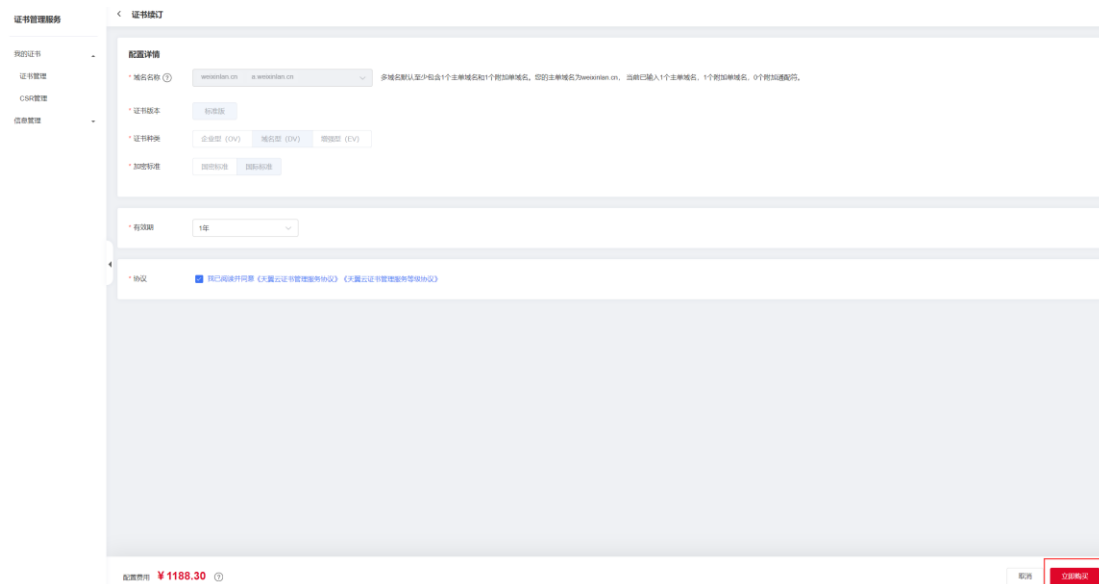 证书管理服务
证书续订
我的证书
证书管理
CSR管理
信息管理
配置详情
* 域名名称 ?
weixinlan.cn a.weixinlan.cn
多域名默认至少包含1个主单域名和1个附加单域名。您的主单域名为weixinlan.cn, 当前已输入1个主单域名、1个附加单域名、0个附加通配符。
* 证书版本 标准版
* 证书种类 企业型 (OV) 域名型 (DV) 增强型 (EV)
* 加密标准 国密标准 国际标准
* 有效期 1年
* 协议 我已阅读并同意《天翼云证书管理服务协议》《天翼云证书管理服务等级协议》
配置费用 ¥1188.30 ?
取消 立即购买